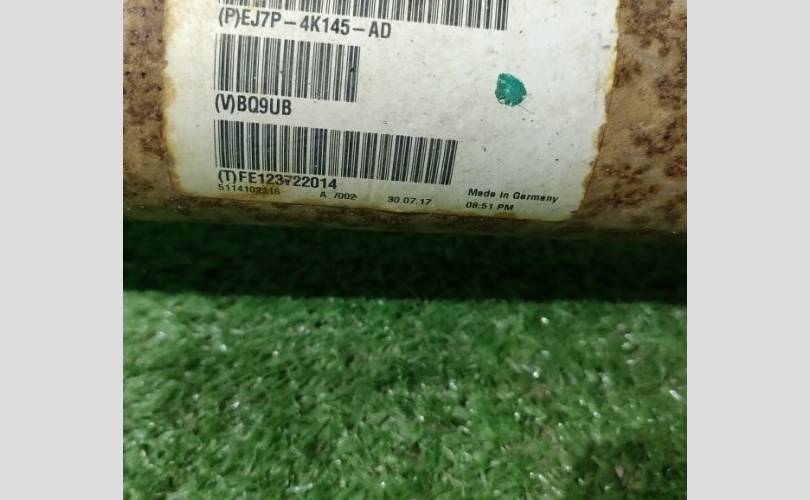 (P)EJ7P-4K145-AD
(V)BQ9UB
(T)FE123722014
5114102316 A /002- 30.07.17 Made in Germany
08:51 PM